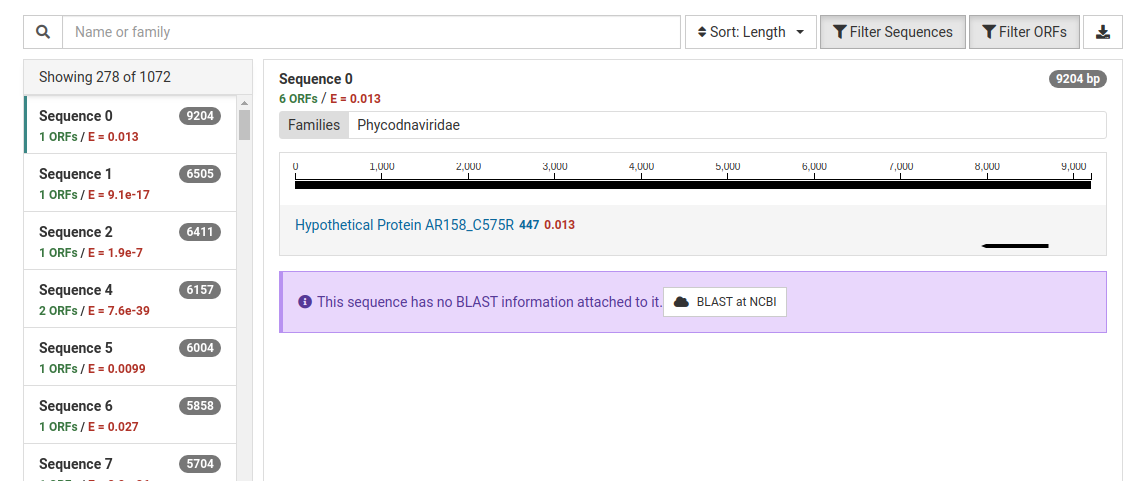 Name or family
Sort: Length
Filter Sequences
Filter ORFs
Showing 278 of 1072
Sequence 0 9204
1 ORFs / E = 0.013
Sequence 1 6505
1 ORFs / E = 9.1e-17
Sequence 2 6411
1 ORFs / E = 1.9e-7
Sequence 4 6157
2 ORFs / E = 7.6e-39
Sequence 5 6004
1 ORFs / E = 0.0099
Sequence 6 5858
1 ORFs / E = 0.027
Sequence 7 5704
Sequence 0 9204 bp
6 ORFs / E = 0.013
Families Phycodnaviridae
0 1,000 2,000 3,000 4,000 5,000 6,000 7,000 8,000 9,000
Hypothetical Protein AR158_C575R 447 0.013
This sequence has no BLAST information attached to it. BLAST at NCBI